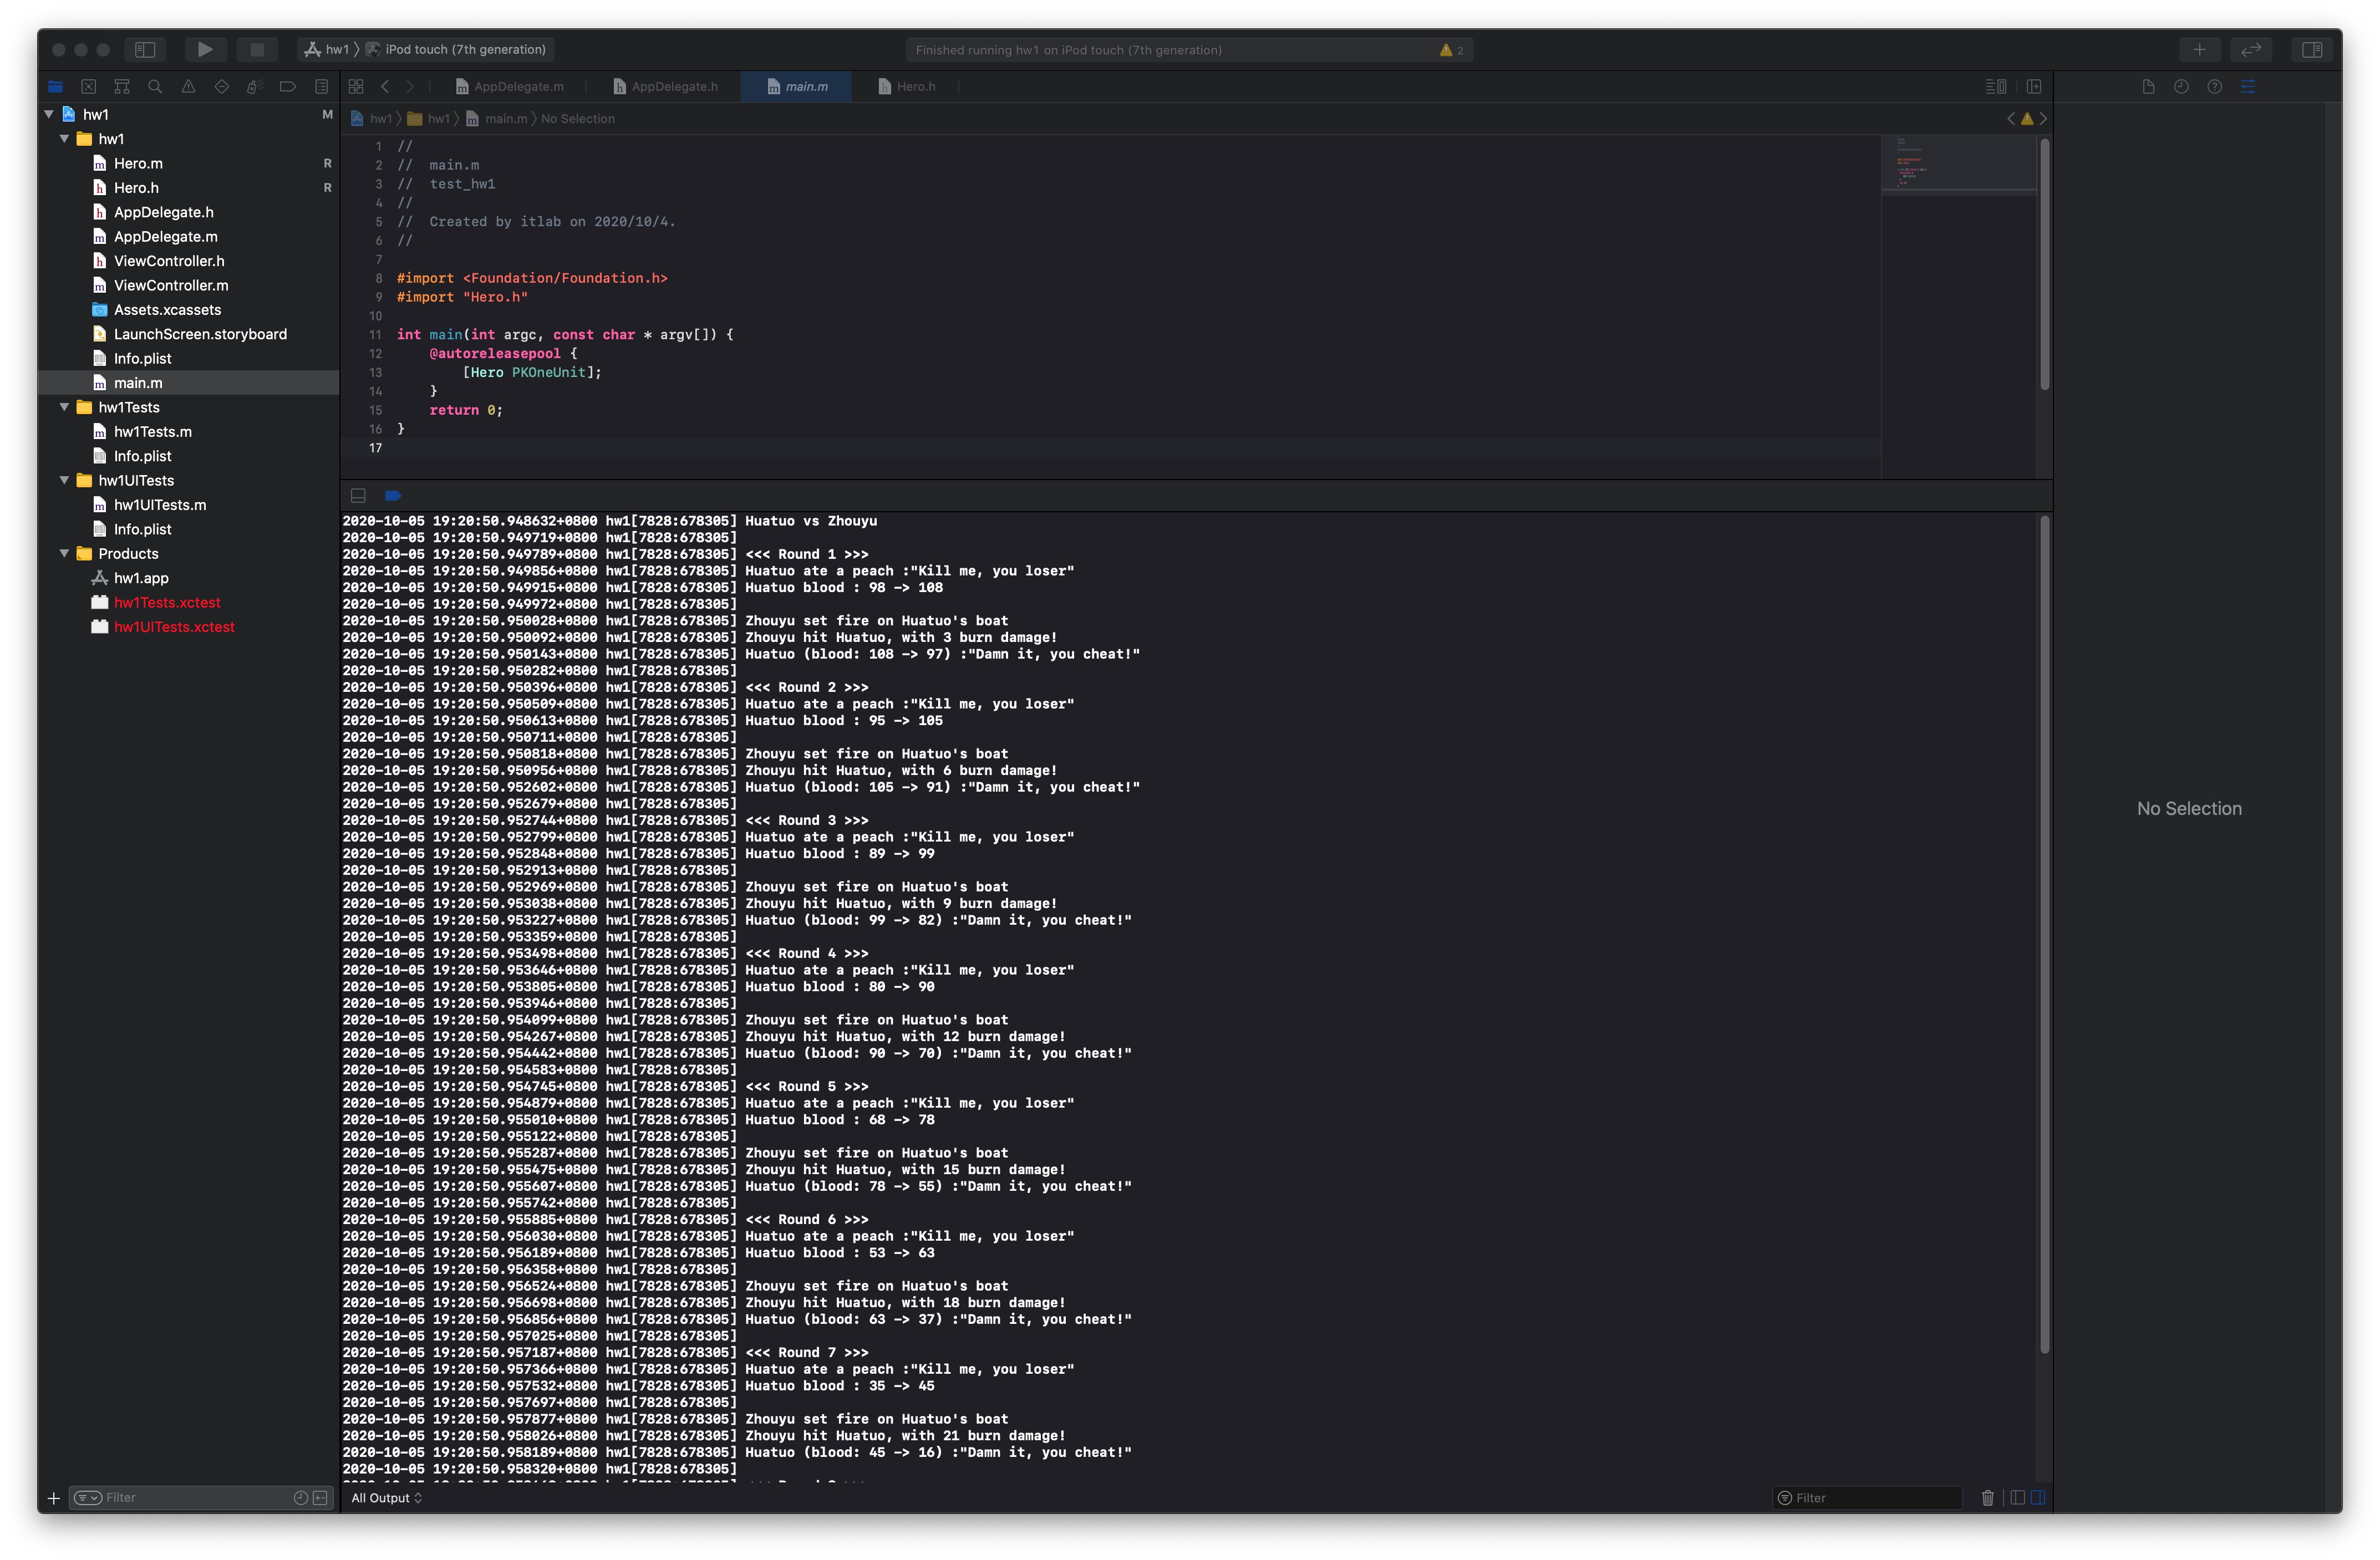 hw1 〉 iPod touch (7th generation)
Finished running hw1 on iPod touch (7th generation)
2
AppDelegate.m
AppDelegate.h
main.m
Hero.h
hw1 〉 hw1 〉 main.m 〉 No Selection
hw1 M
hw1
Hero.m R
Hero.h R
AppDelegate.h
AppDelegate.m
ViewController.h
ViewController.m
Assets.xcassets
LaunchScreen.storyboard
Info.plist
main.m
hw1Tests
hw1Tests.m
Info.plist
hw1UITests
hw1UITests.m
Info.plist
Products
hw1.app
hw1Tests.xctest
hw1UITests.xctest
Filter
1 //
2 //  main.m
3 //  test_hw1
4 //
5 //  Created by itlab on 2020/10/4.
6 //
7
8 #import <Foundation/Foundation.h>
9 #import "Hero.h"
10
11 int main(int argc, const char * argv[]) {
12     @autoreleasepool {
13         [Hero PKOneUnit];
14     }
15     return 0;
16 }
17
2020-10-05 19:20:50.948632+0800 hw1[7828:678305] Huatuo vs Zhouyu
2020-10-05 19:20:50.949719+0800 hw1[7828:678305]
2020-10-05 19:20:50.949789+0800 hw1[7828:678305] <<< Round 1 >>>
2020-10-05 19:20:50.949856+0800 hw1[7828:678305] Huatuo ate a peach :"Kill me, you loser"
2020-10-05 19:20:50.949915+0800 hw1[7828:678305] Huatuo blood : 98 -> 108
2020-10-05 19:20:50.949972+0800 hw1[7828:678305]
2020-10-05 19:20:50.950028+0800 hw1[7828:678305] Zhouyu set fire on Huatuo's boat
2020-10-05 19:20:50.950092+0800 hw1[7828:678305] Zhouyu hit Huatuo, with 3 burn damage!
2020-10-05 19:20:50.950143+0800 hw1[7828:678305] Huatuo (blood: 108 -> 97) :"Damn it, you cheat!"
2020-10-05 19:20:50.950282+0800 hw1[7828:678305]
2020-10-05 19:20:50.950396+0800 hw1[7828:678305] <<< Round 2 >>>
2020-10-05 19:20:50.950509+0800 hw1[7828:678305] Huatuo ate a peach :"Kill me, you loser"
2020-10-05 19:20:50.950613+0800 hw1[7828:678305] Huatuo blood : 95 -> 105
2020-10-05 19:20:50.950711+0800 hw1[7828:678305]
2020-10-05 19:20:50.950818+0800 hw1[7828:678305] Zhouyu set fire on Huatuo's boat
2020-10-05 19:20:50.950956+0800 hw1[7828:678305] Zhouyu hit Huatuo, with 6 burn damage!
2020-10-05 19:20:50.952602+0800 hw1[7828:678305] Huatuo (blood: 105 -> 91) :"Damn it, you cheat!"
2020-10-05 19:20:50.952679+0800 hw1[7828:678305]
2020-10-05 19:20:50.952744+0800 hw1[7828:678305] <<< Round 3 >>>
2020-10-05 19:20:50.952799+0800 hw1[7828:678305] Huatuo ate a peach :"Kill me, you loser"
2020-10-05 19:20:50.952848+0800 hw1[7828:678305] Huatuo blood : 89 -> 99
2020-10-05 19:20:50.952913+0800 hw1[7828:678305]
2020-10-05 19:20:50.952969+0800 hw1[7828:678305] Zhouyu set fire on Huatuo's boat
2020-10-05 19:20:50.953038+0800 hw1[7828:678305] Zhouyu hit Huatuo, with 9 burn damage!
2020-10-05 19:20:50.953227+0800 hw1[7828:678305] Huatuo (blood: 99 -> 82) :"Damn it, you cheat!"
2020-10-05 19:20:50.953359+0800 hw1[7828:678305]
2020-10-05 19:20:50.953498+0800 hw1[7828:678305] <<< Round 4 >>>
2020-10-05 19:20:50.953646+0800 hw1[7828:678305] Huatuo ate a peach :"Kill me, you loser"
2020-10-05 19:20:50.953805+0800 hw1[7828:678305] Huatuo blood : 80 -> 90
2020-10-05 19:20:50.953946+0800 hw1[7828:678305]
2020-10-05 19:20:50.954099+0800 hw1[7828:678305] Zhouyu set fire on Huatuo's boat
2020-10-05 19:20:50.954267+0800 hw1[7828:678305] Zhouyu hit Huatuo, with 12 burn damage!
2020-10-05 19:20:50.954442+0800 hw1[7828:678305] Huatuo (blood: 90 -> 70) :"Damn it, you cheat!"
2020-10-05 19:20:50.954583+0800 hw1[7828:678305]
2020-10-05 19:20:50.954745+0800 hw1[7828:678305] <<< Round 5 >>>
2020-10-05 19:20:50.954879+0800 hw1[7828:678305] Huatuo ate a peach :"Kill me, you loser"
2020-10-05 19:20:50.955010+0800 hw1[7828:678305] Huatuo blood : 68 -> 78
2020-10-05 19:20:50.955122+0800 hw1[7828:678305]
2020-10-05 19:20:50.955287+0800 hw1[7828:678305] Zhouyu set fire on Huatuo's boat
2020-10-05 19:20:50.955475+0800 hw1[7828:678305] Zhouyu hit Huatuo, with 15 burn damage!
2020-10-05 19:20:50.955607+0800 hw1[7828:678305] Huatuo (blood: 78 -> 55) :"Damn it, you cheat!"
2020-10-05 19:20:50.955742+0800 hw1[7828:678305]
2020-10-05 19:20:50.955885+0800 hw1[7828:678305] <<< Round 6 >>>
2020-10-05 19:20:50.956030+0800 hw1[7828:678305] Huatuo ate a peach :"Kill me, you loser"
2020-10-05 19:20:50.956189+0800 hw1[7828:678305] Huatuo blood : 53 -> 63
2020-10-05 19:20:50.956358+0800 hw1[7828:678305]
2020-10-05 19:20:50.956524+0800 hw1[7828:678305] Zhouyu set fire on Huatuo's boat
2020-10-05 19:20:50.956698+0800 hw1[7828:678305] Zhouyu hit Huatuo, with 18 burn damage!
2020-10-05 19:20:50.956856+0800 hw1[7828:678305] Huatuo (blood: 63 -> 37) :"Damn it, you cheat!"
2020-10-05 19:20:50.957025+0800 hw1[7828:678305]
2020-10-05 19:20:50.957187+0800 hw1[7828:678305] <<< Round 7 >>>
2020-10-05 19:20:50.957366+0800 hw1[7828:678305] Huatuo ate a peach :"Kill me, you loser"
2020-10-05 19:20:50.957532+0800 hw1[7828:678305] Huatuo blood : 35 -> 45
2020-10-05 19:20:50.957697+0800 hw1[7828:678305]
2020-10-05 19:20:50.957877+0800 hw1[7828:678305] Zhouyu set fire on Huatuo's boat
2020-10-05 19:20:50.958026+0800 hw1[7828:678305] Zhouyu hit Huatuo, with 21 burn damage!
2020-10-05 19:20:50.958189+0800 hw1[7828:678305] Huatuo (blood: 45 -> 16) :"Damn it, you cheat!"
2020-10-05 19:20:50.958320+0800 hw1[7828:678305]
All Output
Filter
No Selection